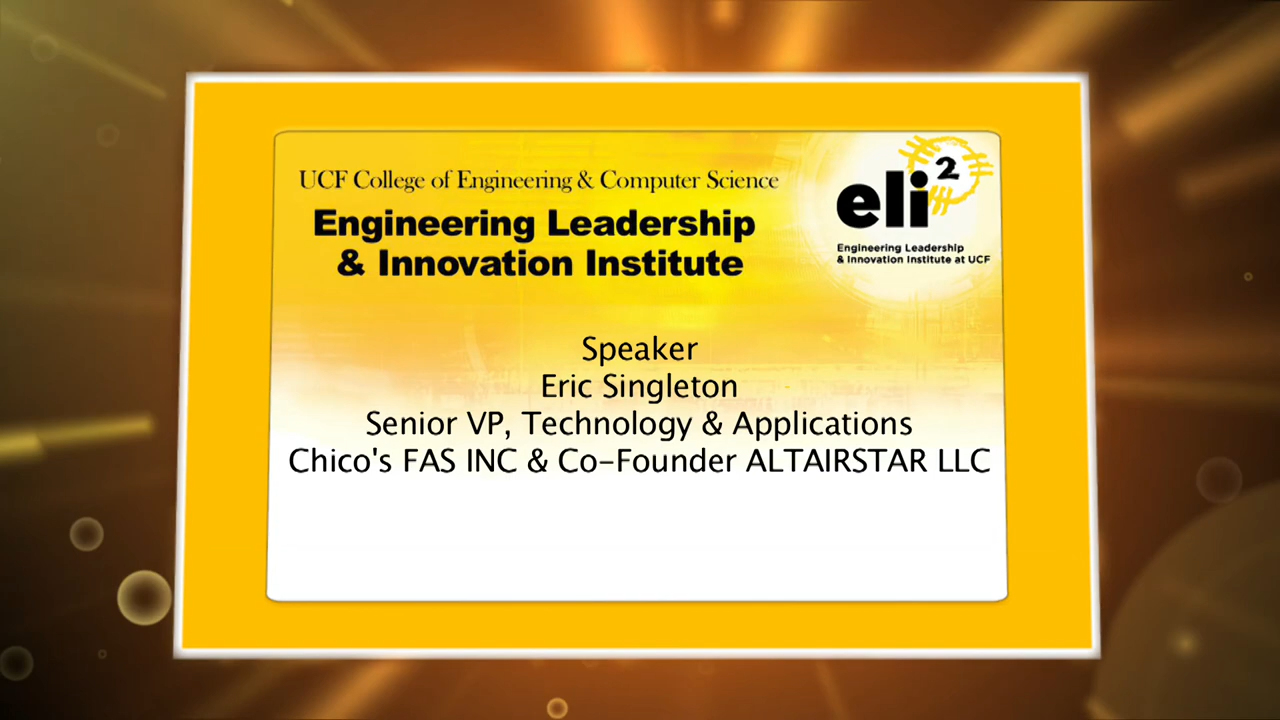 UCF College of Engineering & Computer Science
Engineering Leadership
& Innovation Institute
eli2
Engineering Leadership
& Innovation Institute at UCF
Speaker
Eric Singleton
Senior VP, Technology & Applications
Chico's FAS INC & Co-Founder ALTAIRSTAR LLC